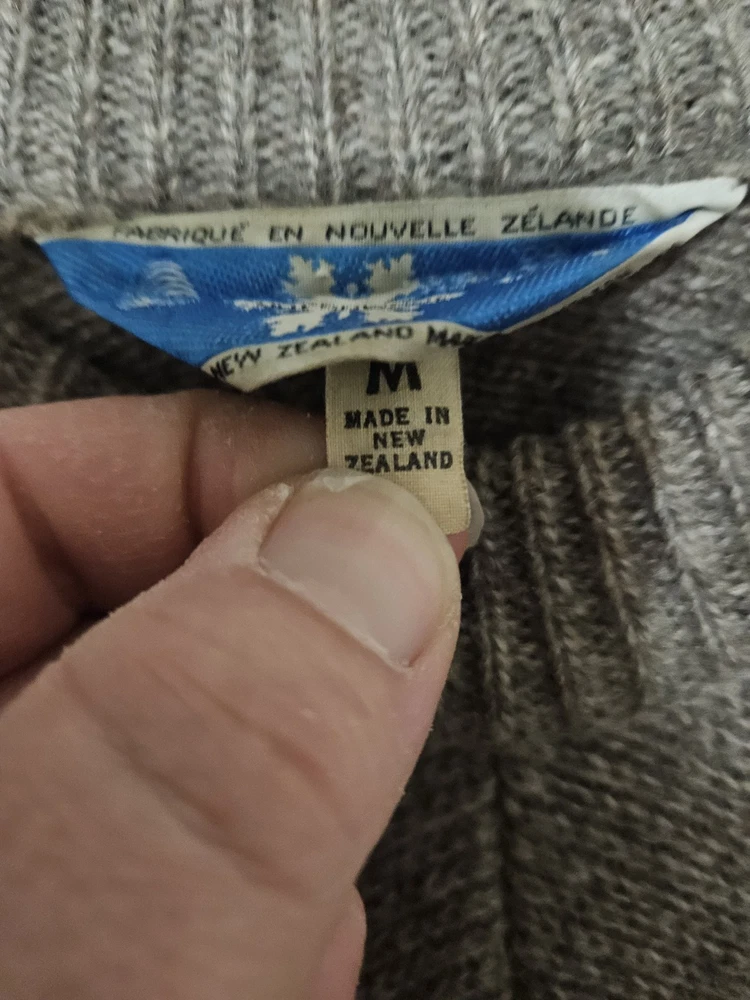 FABRIQUÉ EN NOUVELLE ZÉLANDE
NEW ZEALAND
M
MADE IN
NEW
ZEALAND